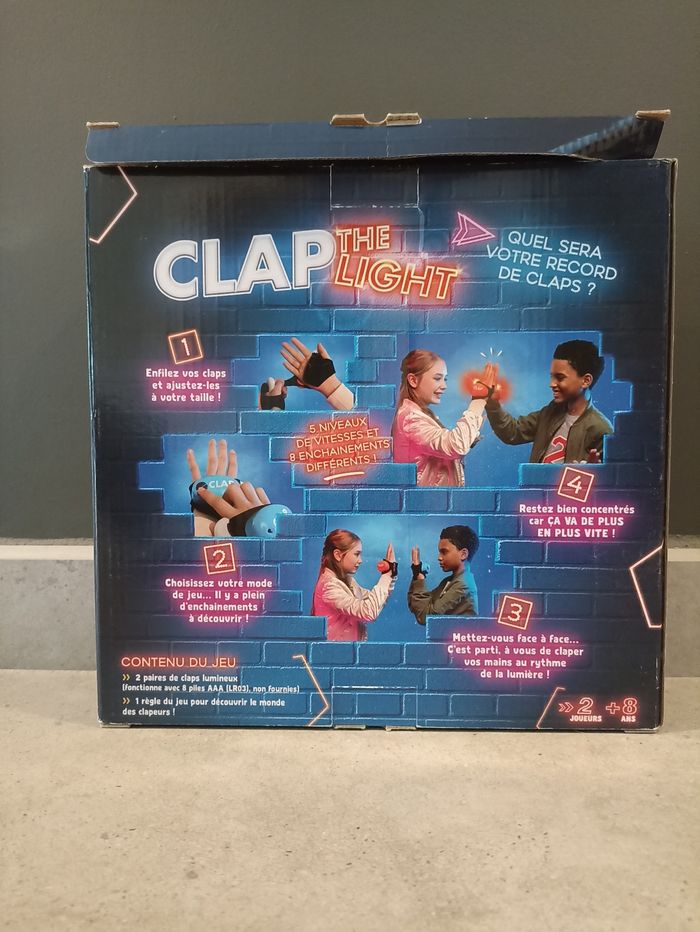 CLAP THE LIGHT
QUEL SERA
VOTRE RECORD
DE CLAPS ?
1
Enfilez vos claps
et ajustez-les
à votre taille !
5 NIVEAUX
DE VITESSES ET
8 ENCHAINEMENTS
DIFFÉRENTS !
CLAP
2
Choisissez votre mode
de jeu... Il y a plein
d'enchainements
à découvrir !
4
Restez bien concentrés
car ÇA VA DE PLUS
EN PLUS VITE !
3
Mettez-vous face à face...
C'est parti, à vous de claper
vos mains au rythme
de la lumière !
CONTENU DU JEU
2 paires de claps lumineux
(fonctionne avec 8 piles AAA (LR03), non fournies)
1 règle du jeu pour découvrir le monde
des clapeurs !
2 JOUEURS
+8 ANS